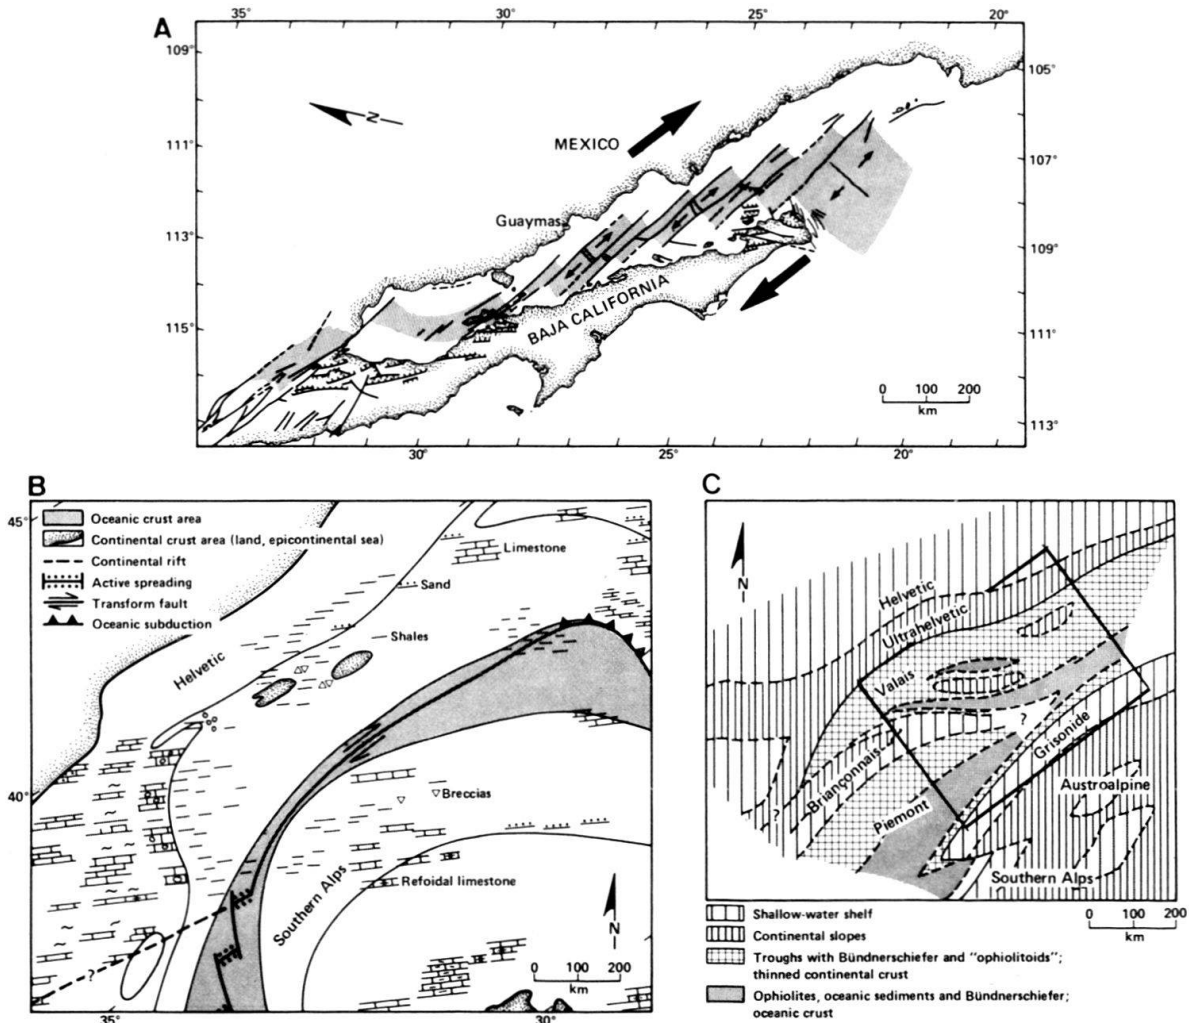 A
35°
30°
25°
20°
109°
105°
N
MEXICO
111°
107°
Guaymas
113°
109°
BAJA CALIFORNIA
115°
111°
0 100 200
km
113°
30°
25°
20°
B
45°
Oceanic crust area
Continental crust area (land, epicontinental sea)
Continental rift
Active spreading
Transform fault
Oceanic subduction
Limestone
Sand
Shales
Helvetic
40°
Breccias
Southern Alps
Refoidal limestone
N
?
0 100 200
km
35°
30°
C
N
Helvetic
Ultrahelvetic
Valais
?
Grisonide
Briançonnais
Piemont
Austroalpine
?
Southern Alps
Shallow-water shelf
Continental slopes
Troughs with Bündnerschiefer and "ophiolitoids";
thinned continental crust
Ophiolites, oceanic sediments and Bündnerschiefer;
oceanic crust
0 100 200
km